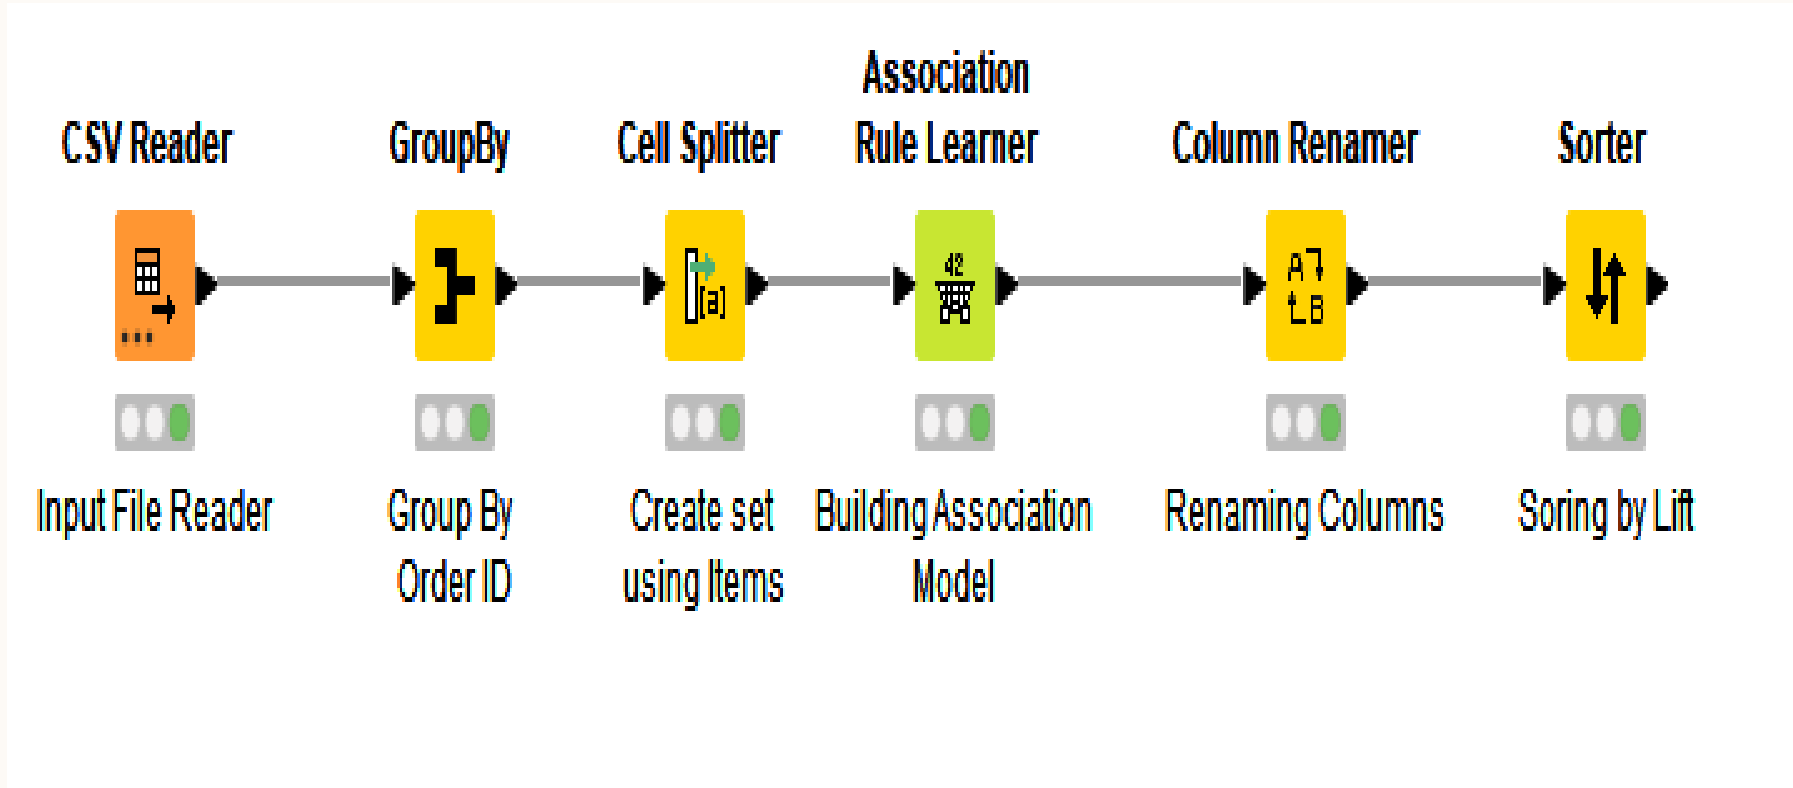 CSV Reader
GroupBy
Cell Splitter
Association
Rule Learner
Column Renamer
Sorter
[a]
42
A
B
Input File Reader
Group By
Order ID
Create set
using Items
Building Association
Model
Renaming Columns
Soring by Lift